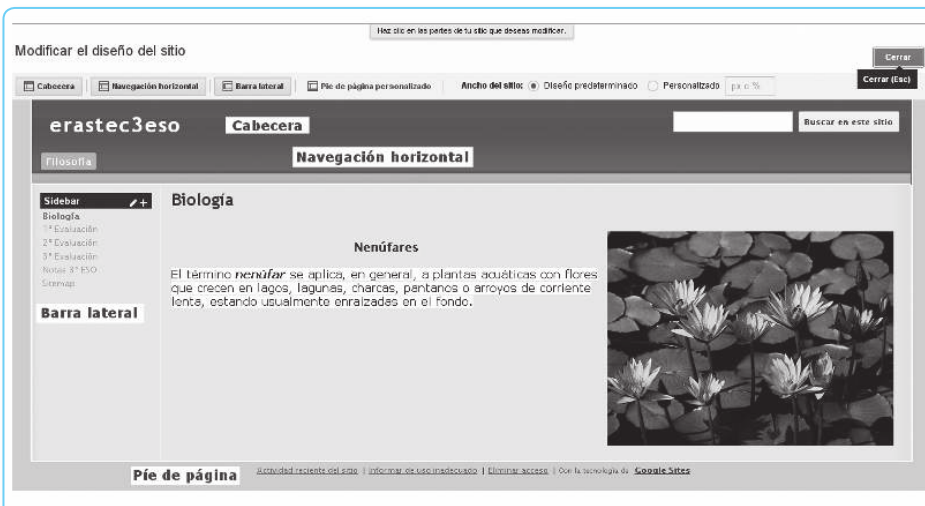 Haz clic en las partes de tu sitio que deseas modificar.
Modificar el diseño del sitio
Cerrar
Cerrar (Esc)
Cabecera Navegación horizontal Barra lateral Pie de página personalizado Ancho del sitio: Diseño predeterminado Personalizado px o %
erastec3eso Cabecera Buscar en este sitio
Navegación horizontal
Filosofía
Sidebar
Biología
Biología
1ª Evaluación
2ª Evaluación
3ª Evaluación
Notas 3º ESO
Sitemap
Barra lateral
Nenúfares
El término nenúfar se aplica, en general, a plantas acuáticas con flores
que crecen en lagos, lagunas, charcas, pantanos o arroyos de corriente
lenta, estando usualmente enraizadas en el fondo.
Píe de página
Actividad reciente del sitio | Informar de uso inadecuado | Eliminar acceso | Con la tecnología de Google Sites